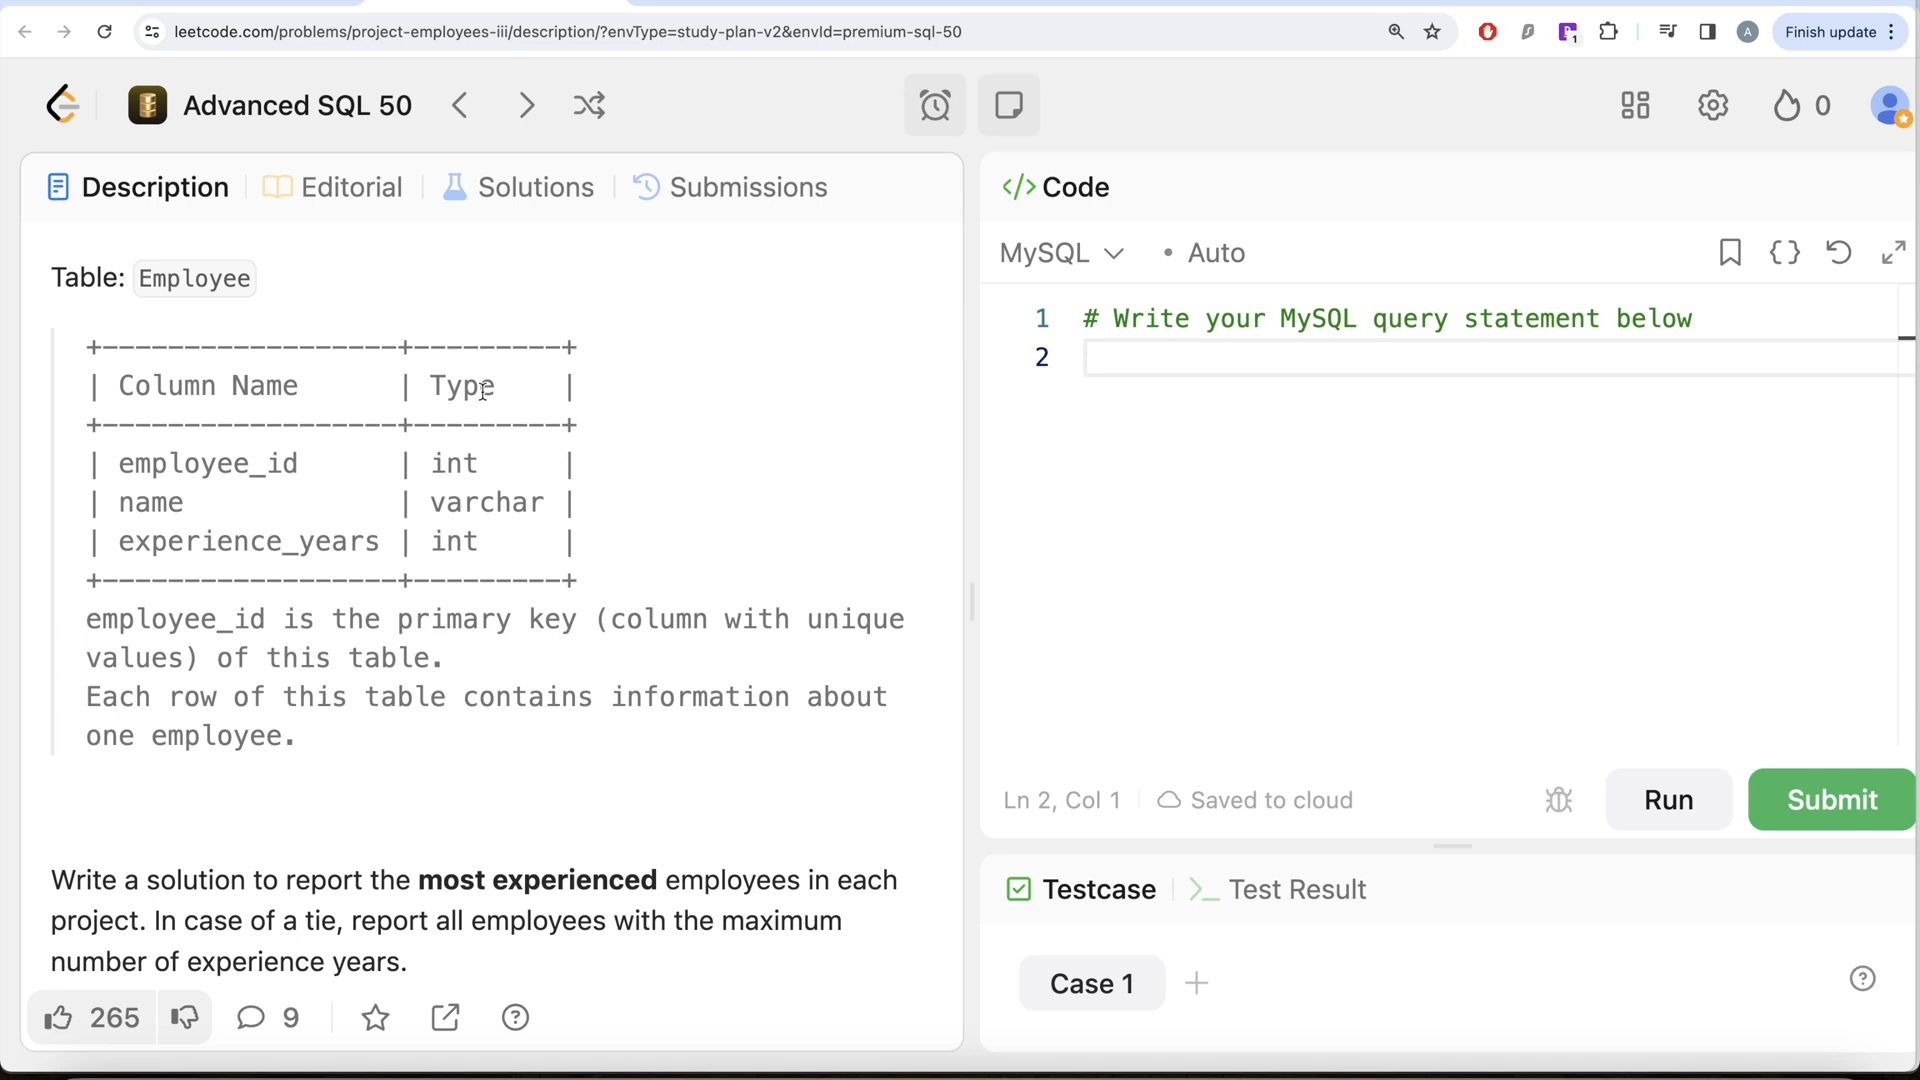 leetcode.com/problems/project-employees-iii/description/?envType=study-plan-v2&envId=premium-sql-50
1
A
Finish update
Advanced SQL 50
0
Description
Editorial
Solutions
Submissions
Table: Employee
+------------------+---------+
| Column Name      | Type    |
+------------------+---------+
| employee_id      | int     |
| name             | varchar |
| experience_years | int     |
+------------------+---------+
employee_id is the primary key (column with unique
values) of this table.
Each row of this table contains information about
one employee.
Write a solution to report the most experienced employees in each
project. In case of a tie, report all employees with the maximum
number of experience years.
265
9
</> Code
MySQL
• Auto
{}
1 # Write your MySQL query statement below
2
Ln 2, Col 1
Saved to cloud
Run
Submit
Testcase
>_ Test Result
Case 1
+